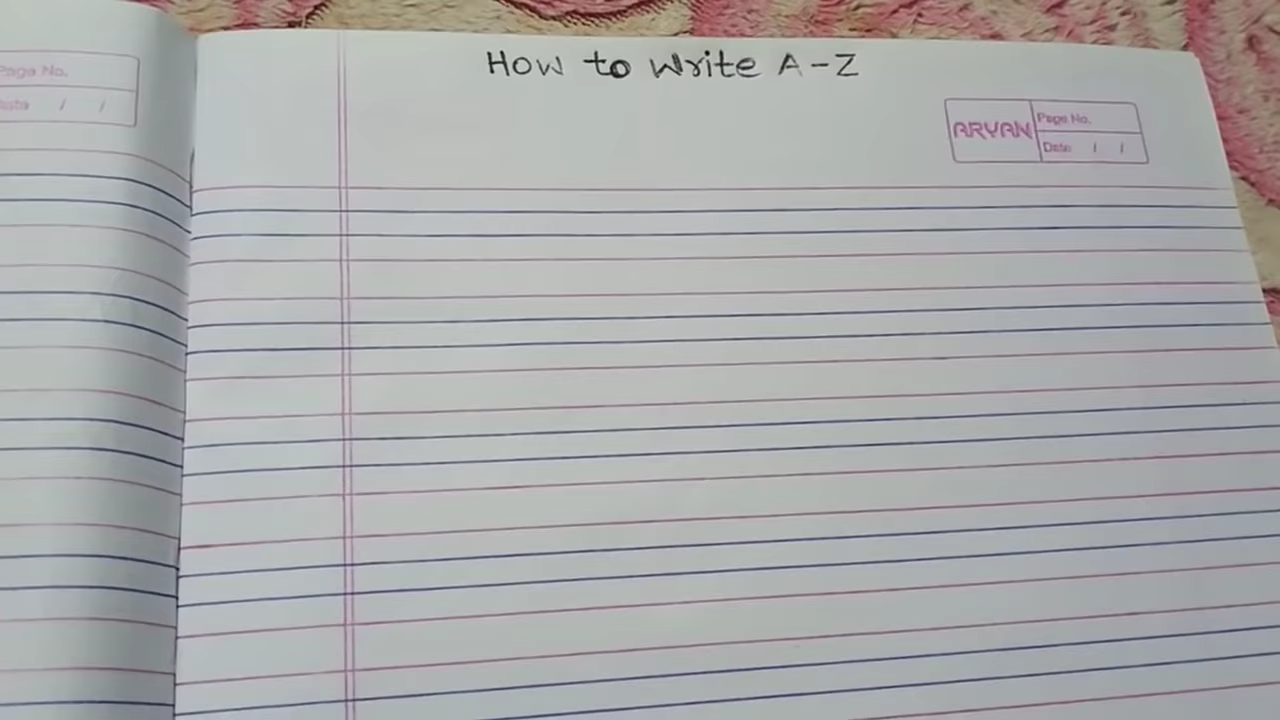 How to Write A-Z
Page No.
Date / /
ARYAN
Page No.
Date / /